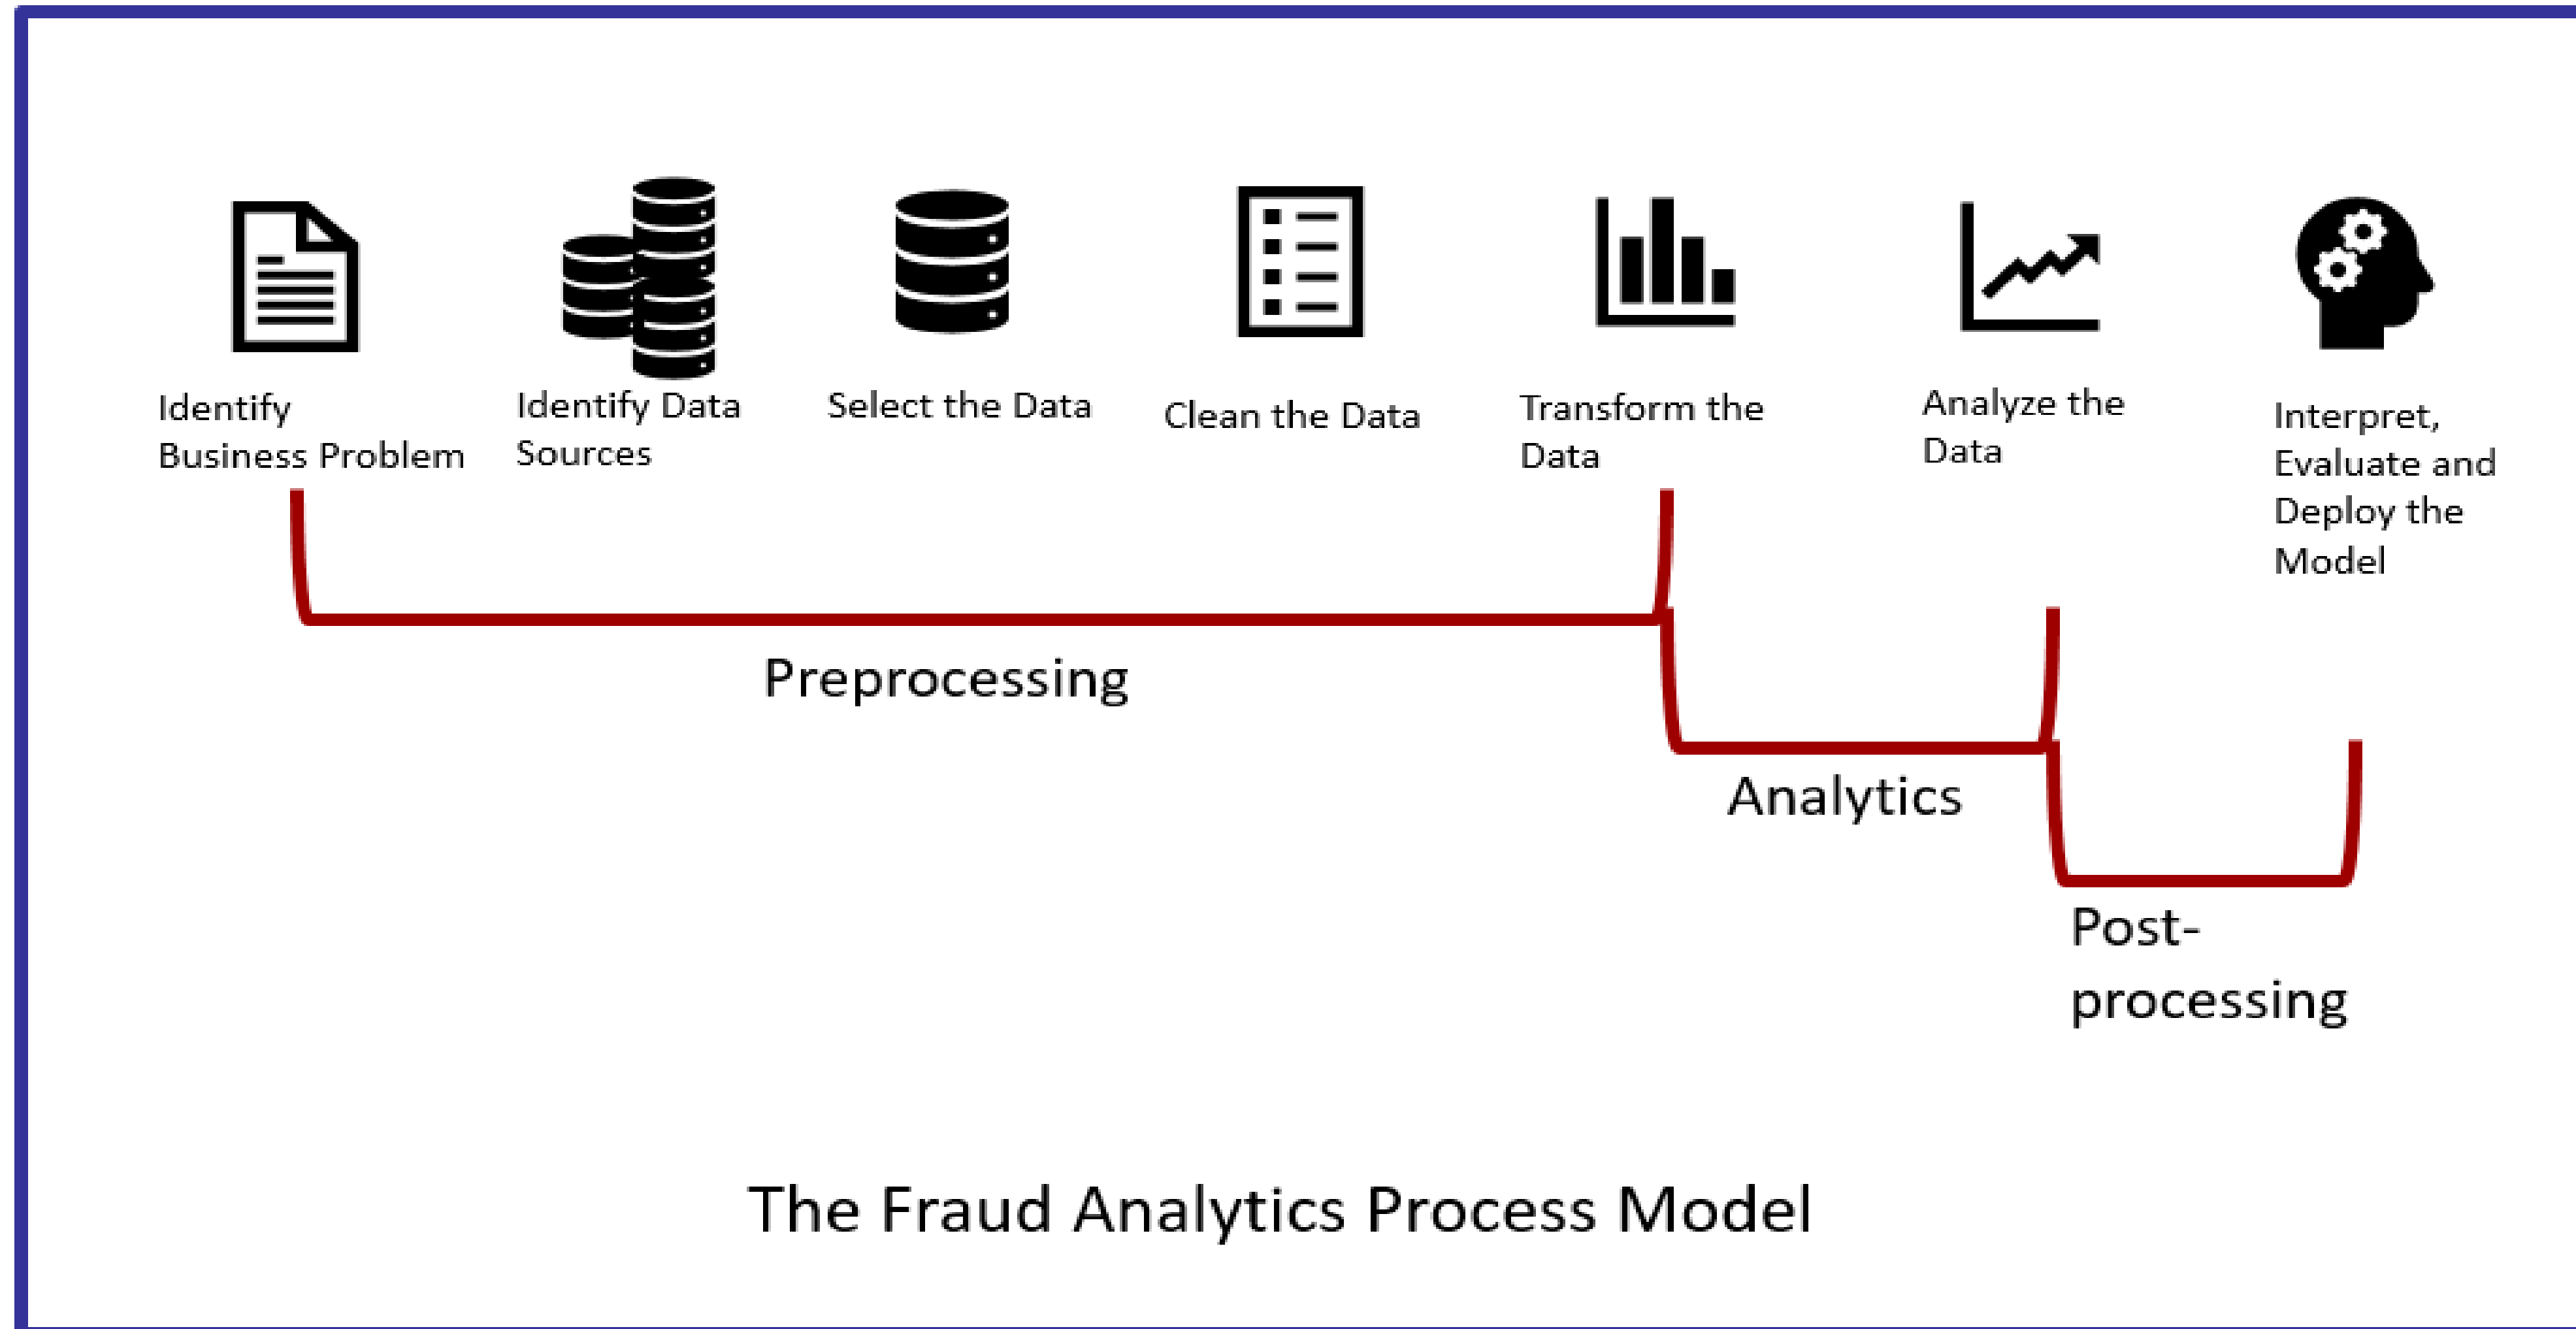 Identify
Business Problem
Identify Data
Sources
Select the Data
Clean the Data
Transform the
Data
Analyze the
Data
Interpret,
Evaluate and
Deploy the
Model
Preprocessing
Analytics
Post-
processing
The Fraud Analytics Process Model